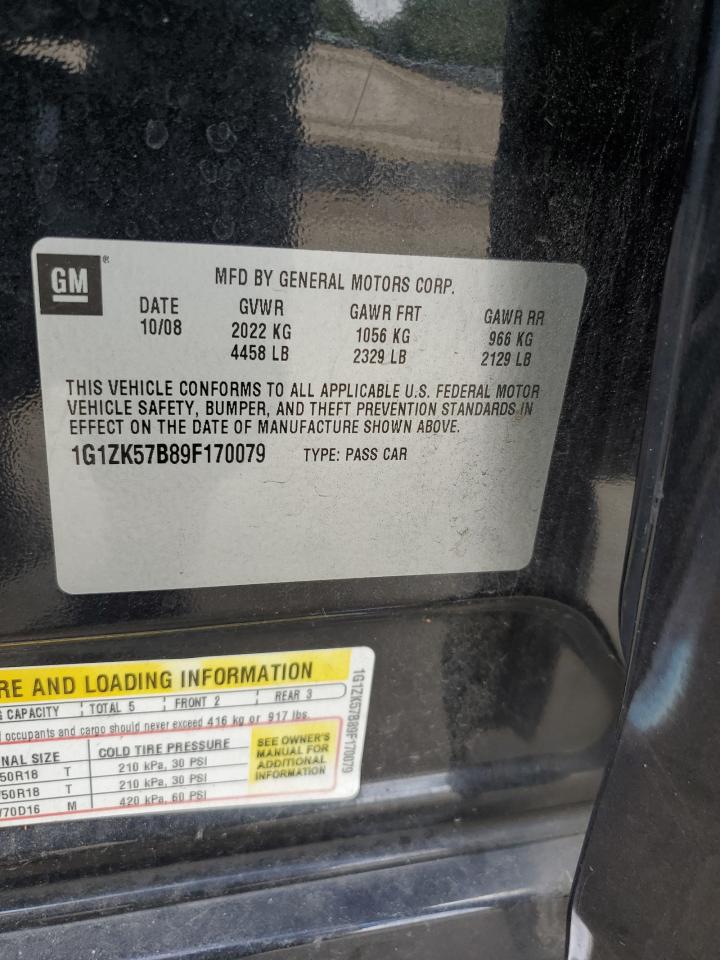 GM ®
MFD BY GENERAL MOTORS CORP.
DATE GVWR GAWR FRT GAWR RR
10/08 2022 KG 1056 KG 966 KG
4458 LB 2329 LB 2129 LB
THIS VEHICLE CONFORMS TO ALL APPLICABLE U.S. FEDERAL MOTOR
VEHICLE SAFETY, BUMPER, AND THEFT PREVENTION STANDARDS IN
EFFECT ON THE DATE OF MANUFACTURE SHOWN ABOVE.
1G1ZK57B89F170079 TYPE: PASS CAR
RE AND LOADING INFORMATION
G CAPACITY TOTAL 5 FRONT 2 REAR 3
occupants and cargo should never exceed 416 kg or 917 lbs.
NAL SIZE COLD TIRE PRESSURE
50R18 T 210 kPa, 30 PSI
/50R18 T 210 kPa, 30 PSI
/70D16 M 420 kPa, 60 PSI
SEE OWNER'S
MANUAL FOR
ADDITIONAL
INFORMATION
1G1ZK57B89F170079